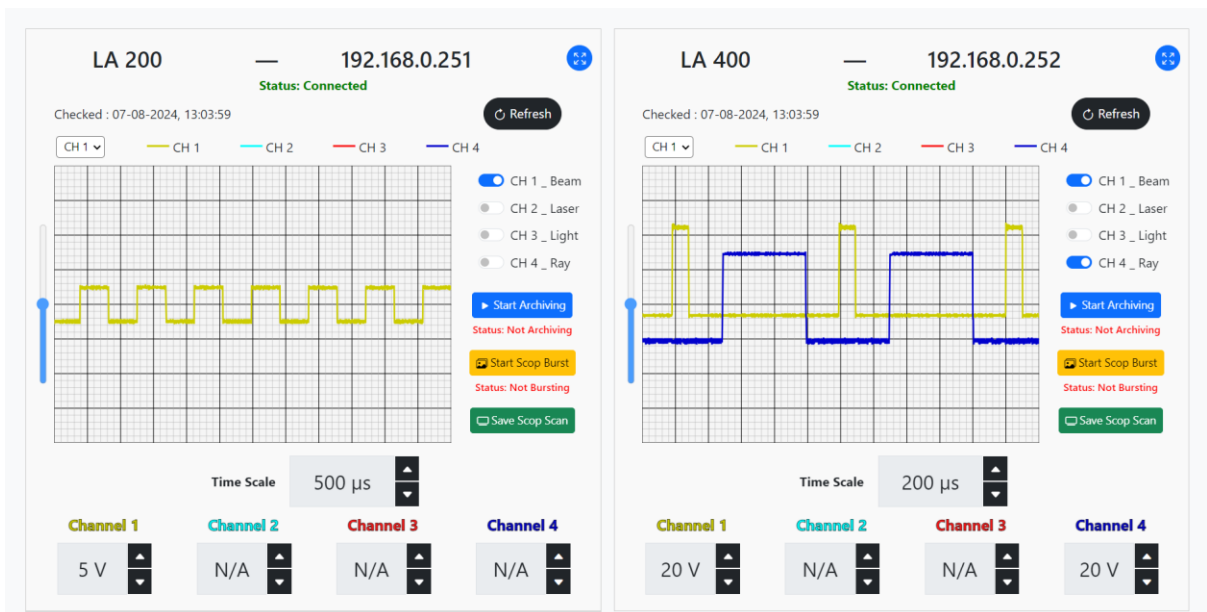 LA 200 — 192.168.0.251
Status: Connected
Checked : 07-08-2024, 13:03:59
Refresh
CH 1 CH 1 CH 2 CH 3 CH 4
CH 1 _ Beam
CH 2 _ Laser
CH 3 _ Light
CH 4 _ Ray
Start Archiving
Status: Not Archiving
Start Scop Burst
Status: Not Bursting
Save Scop Scan
Time Scale 500 µs
Channel 1 Channel 2 Channel 3 Channel 4
5 V N/A N/A N/A
LA 400 — 192.168.0.252
Status: Connected
Checked : 07-08-2024, 13:03:59
Refresh
CH 1 CH 1 CH 2 CH 3 CH 4
CH 1 _ Beam
CH 2 _ Laser
CH 3 _ Light
CH 4 _ Ray
Start Archiving
Status: Not Archiving
Start Scop Burst
Status: Not Bursting
Save Scop Scan
Time Scale 200 µs
Channel 1 Channel 2 Channel 3 Channel 4
20 V N/A N/A 20 V